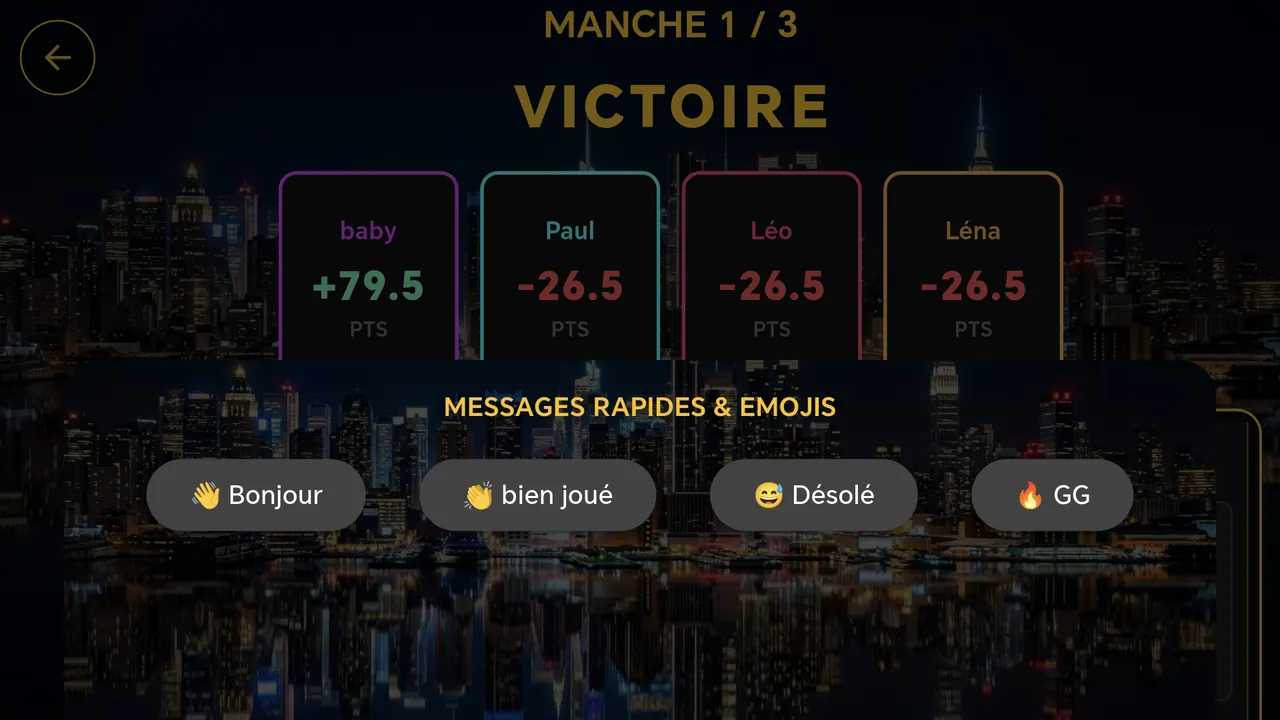 MANCHE 1 / 3
VICTOIRE
baby Paul Léo Léna
+79.5 -26.5 -26.5 -26.5
PTS PTS PTS PTS
MESSAGES RAPIDES & EMOJIS
👋 Bonjour 👏 bien joué 😅 Désolé 🔥 GG